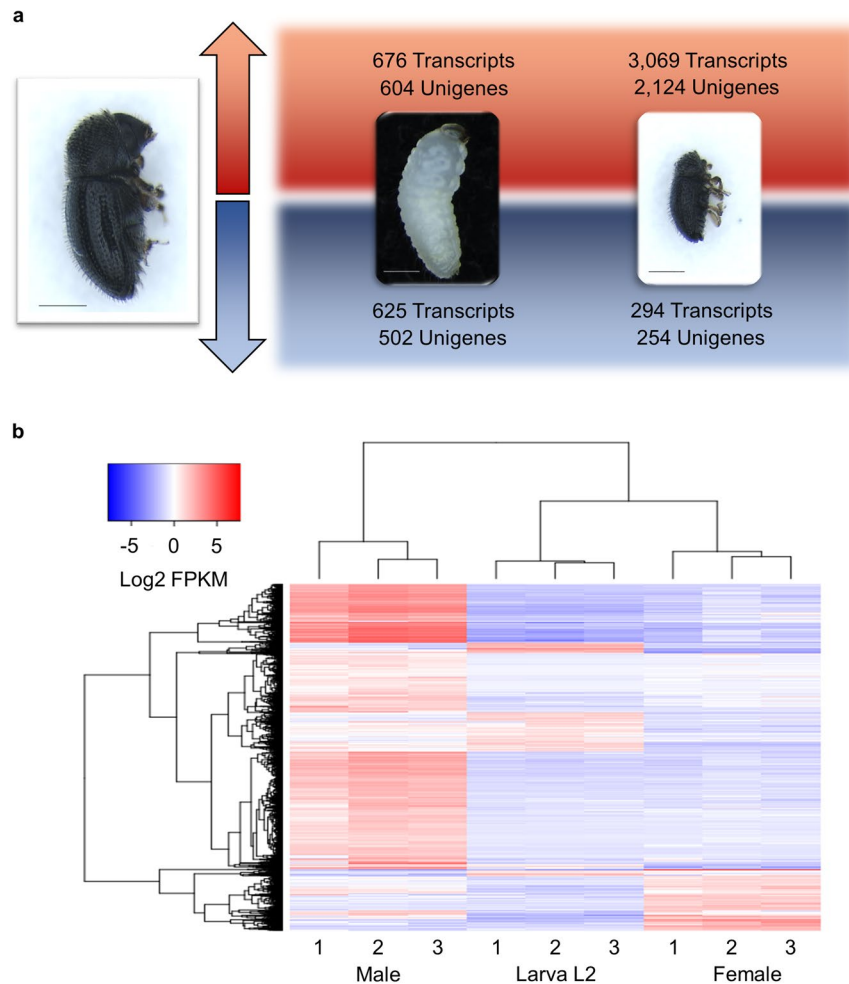 a
676 Transcripts
604 Unigenes
3,069 Transcripts
2,124 Unigenes
625 Transcripts
502 Unigenes
294 Transcripts
254 Unigenes
b
-5 0 5
Log2 FPKM
1 2 3 1 2 3 1 2 3
Male Larva L2 Female